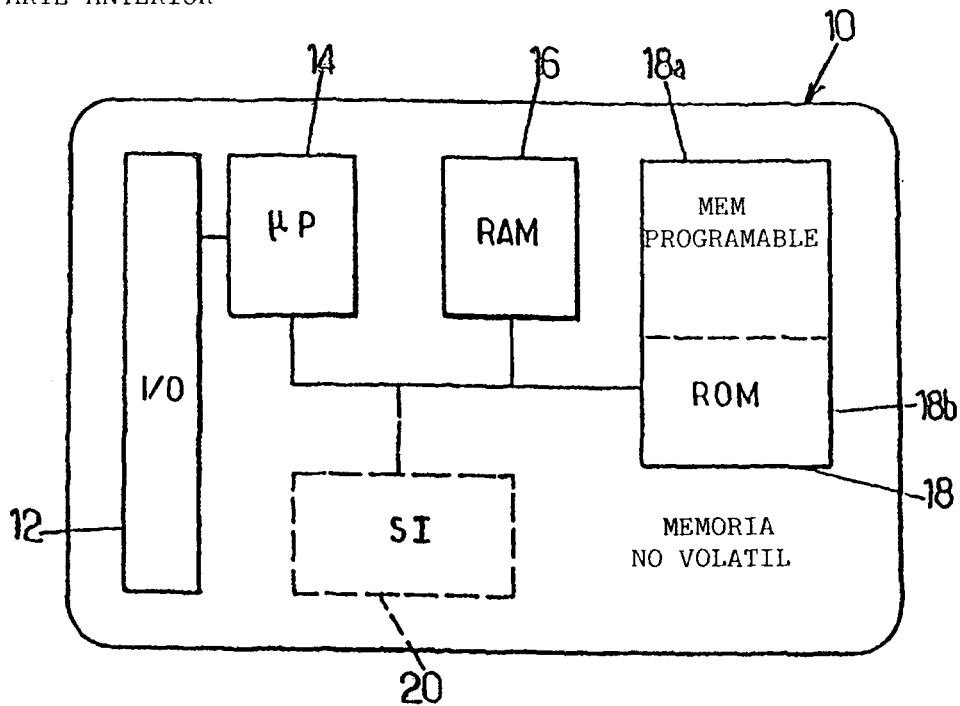 ARTE ANTERIOR
10
14
16
18a
µP
RAM
MEM
PROGRAMABLE
I/O
ROM
18b
18
12
SI
MEMORIA
NO VOLATIL
20